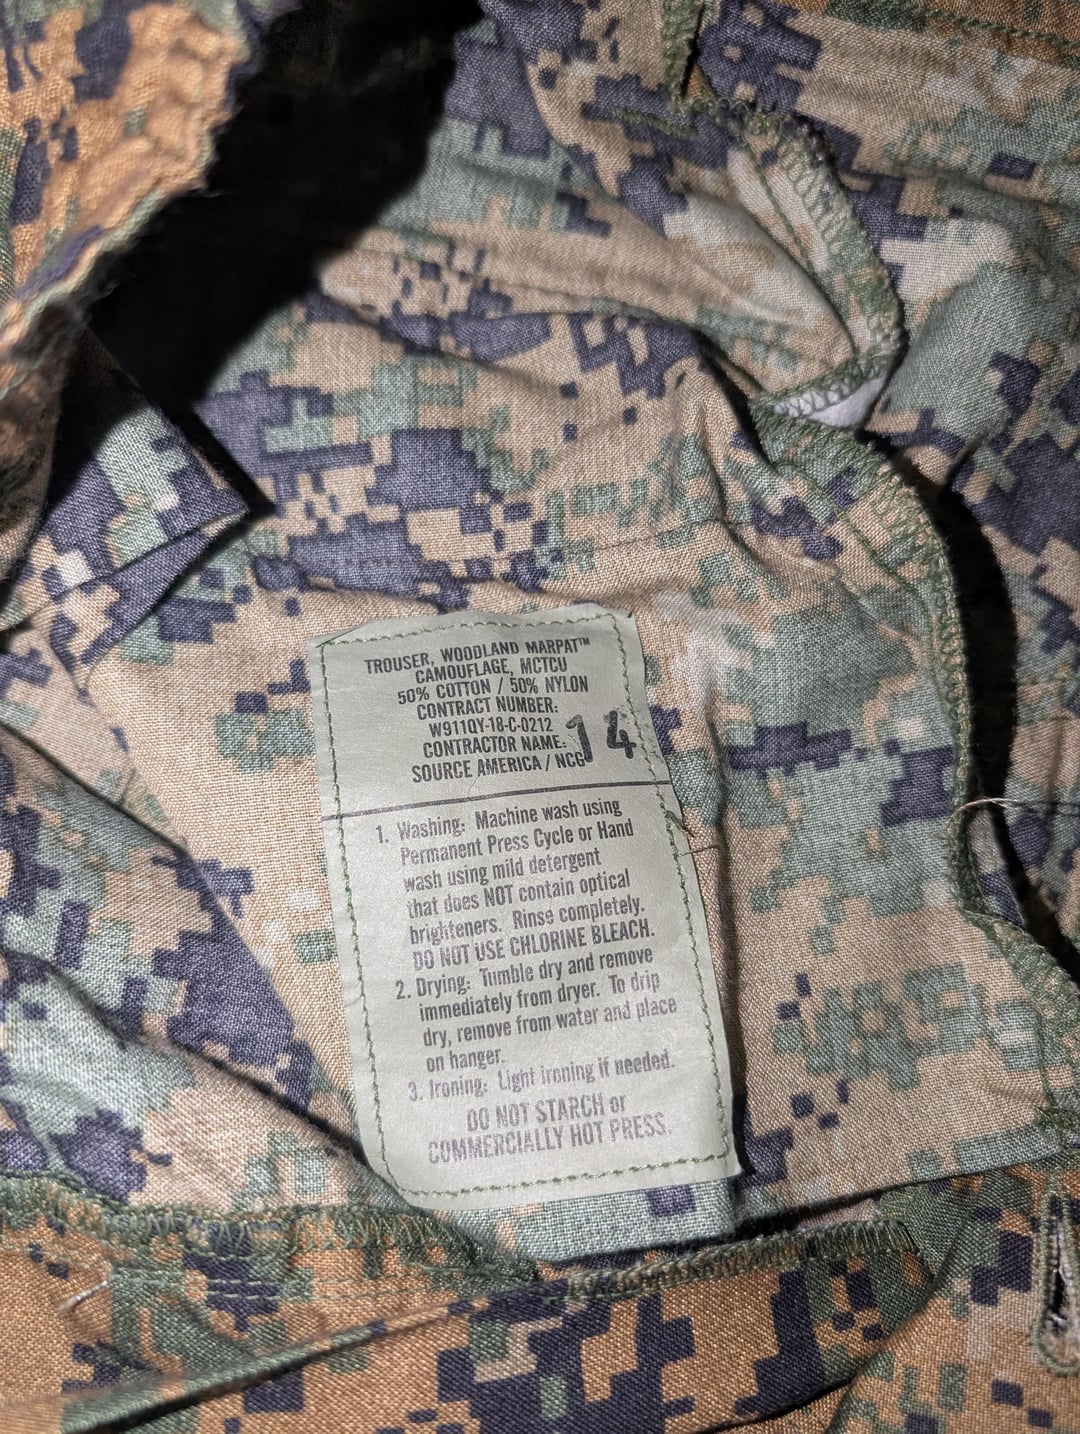 TROUSER, WOODLAND MARPAT™
CAMOUFLAGE, MCTCU
50% COTTON / 50% NYLON
CONTRACT NUMBER:
W911QY-18-C-0212
CONTRACTOR NAME:
SOURCE AMERICA / NCG
14
1. Washing: Machine wash using
Permanent Press Cycle or Hand
wash using mild detergent
that does NOT contain optical
brighteners. Rinse completely.
DO NOT USE CHLORINE BLEACH.
2. Drying: Tumble dry and remove
immediately from dryer. To drip
dry, remove from water and place
on hanger.
3. Ironing: Light ironing if needed.
DO NOT STARCH or
COMMERCIALLY HOT PRESS.